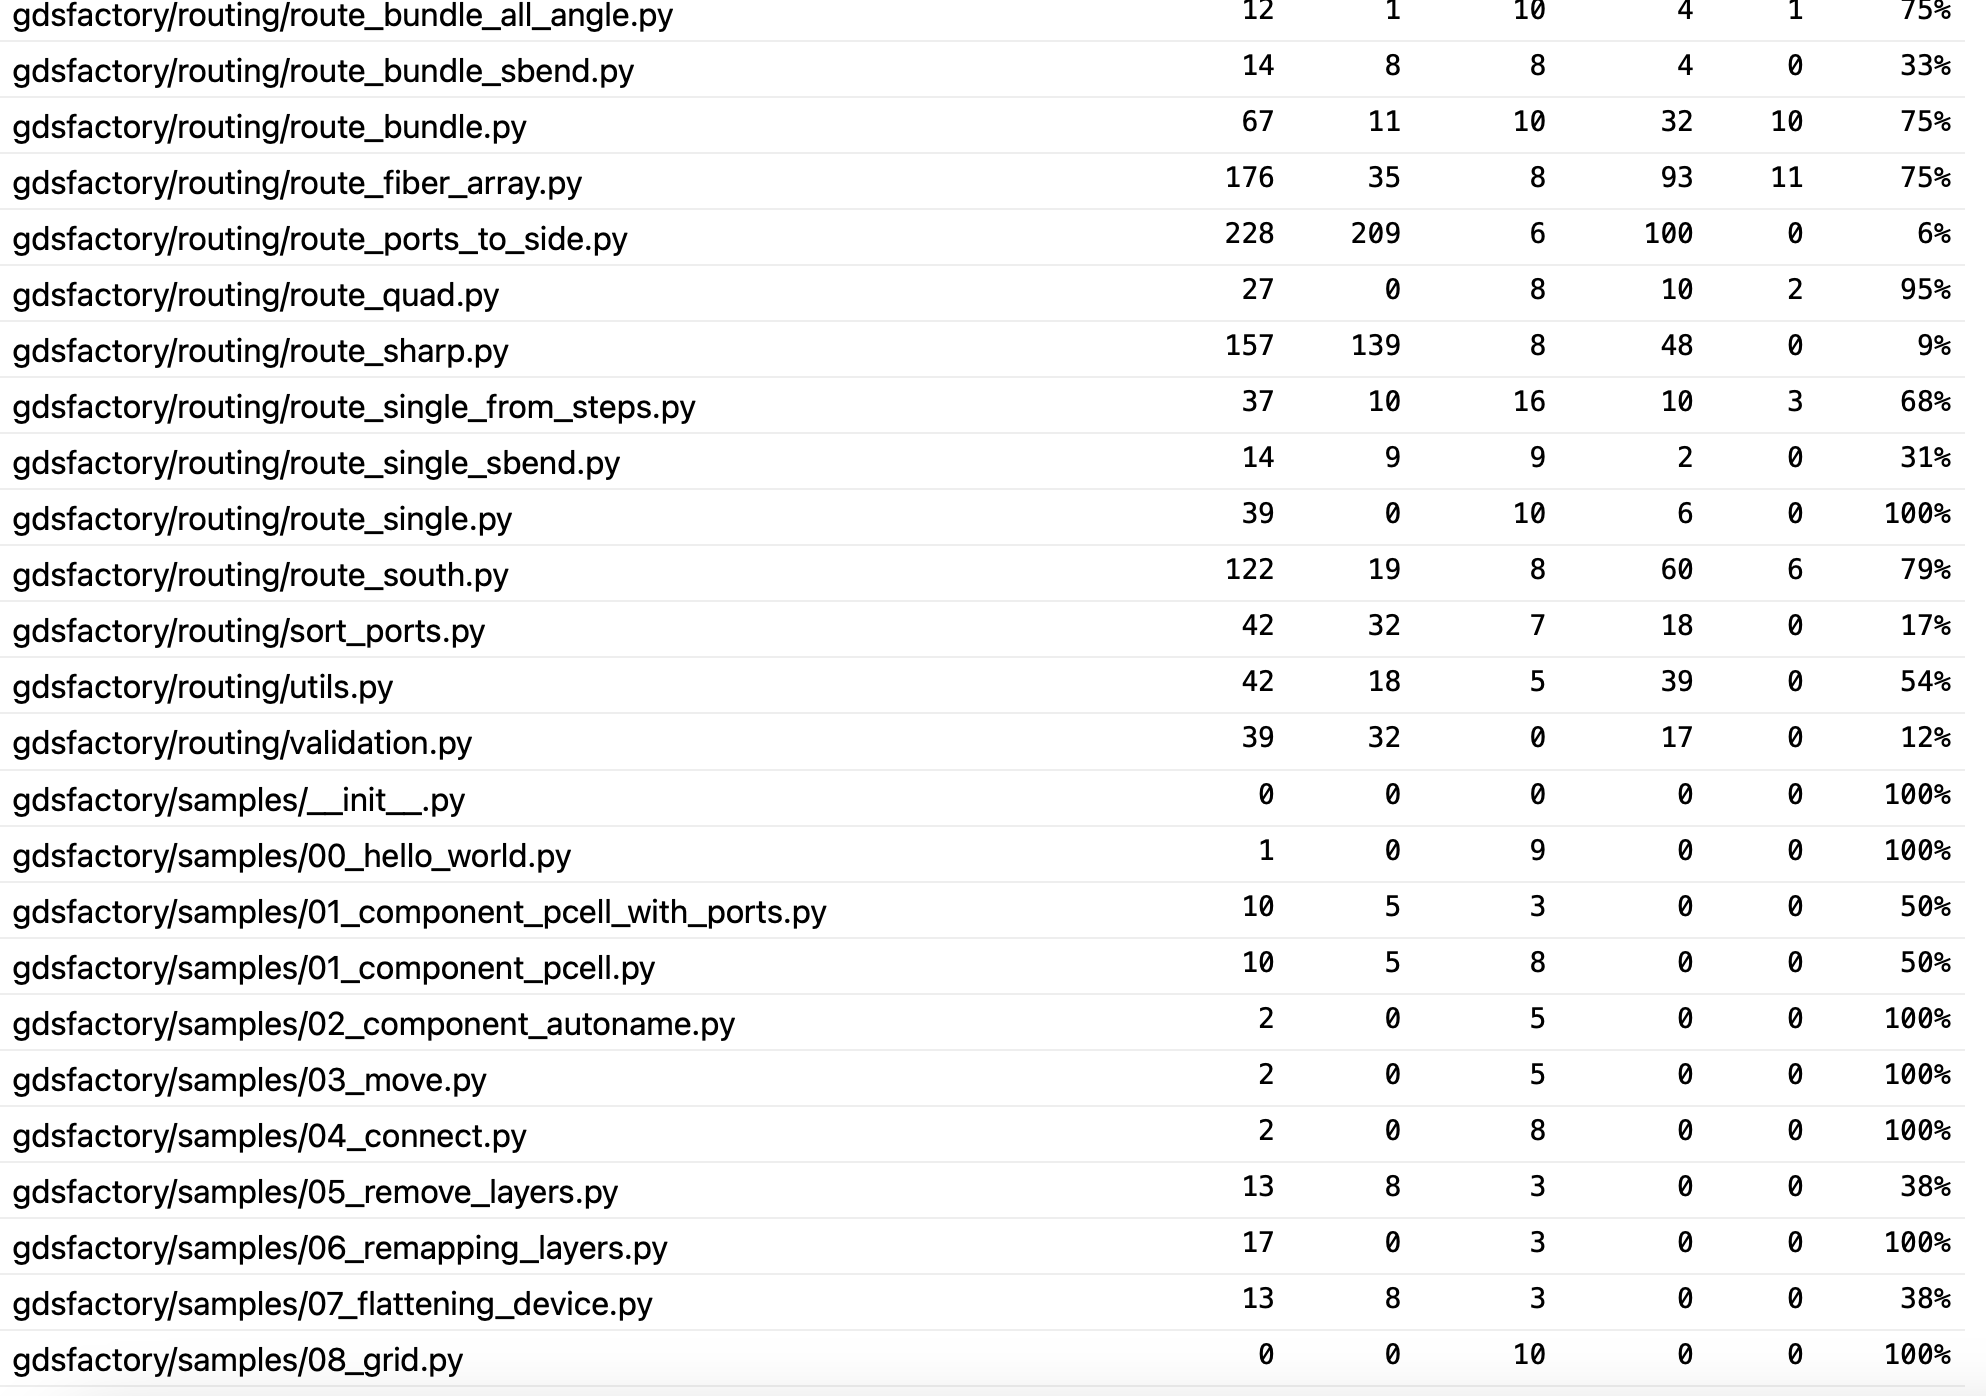 gdsfactory/routing/route_bundle_all_angle.py 12 1 10 4 1 75%
gdsfactory/routing/route_bundle_sbend.py 14 8 8 4 0 33%
gdsfactory/routing/route_bundle.py 67 11 10 32 10 75%
gdsfactory/routing/route_fiber_array.py 176 35 8 93 11 75%
gdsfactory/routing/route_ports_to_side.py 228 209 6 100 0 6%
gdsfactory/routing/route_quad.py 27 0 8 10 2 95%
gdsfactory/routing/route_sharp.py 157 139 8 48 0 9%
gdsfactory/routing/route_single_from_steps.py 37 10 16 10 3 68%
gdsfactory/routing/route_single_sbend.py 14 9 9 2 0 31%
gdsfactory/routing/route_single.py 39 0 10 6 0 100%
gdsfactory/routing/route_south.py 122 19 8 60 6 79%
gdsfactory/routing/sort_ports.py 42 32 7 18 0 17%
gdsfactory/routing/utils.py 42 18 5 39 0 54%
gdsfactory/routing/validation.py 39 32 0 17 0 12%
gdsfactory/samples/__init__.py 0 0 0 0 0 100%
gdsfactory/samples/00_hello_world.py 1 0 9 0 0 100%
gdsfactory/samples/01_component_pcell_with_ports.py 10 5 3 0 0 50%
gdsfactory/samples/01_component_pcell.py 10 5 8 0 0 50%
gdsfactory/samples/02_component_autoname.py 2 0 5 0 0 100%
gdsfactory/samples/03_move.py 2 0 5 0 0 100%
gdsfactory/samples/04_connect.py 2 0 8 0 0 100%
gdsfactory/samples/05_remove_layers.py 13 8 3 0 0 38%
gdsfactory/samples/06_remapping_layers.py 17 0 3 0 0 100%
gdsfactory/samples/07_flattening_device.py 13 8 3 0 0 38%
gdsfactory/samples/08_grid.py 0 0 10 0 0 100%